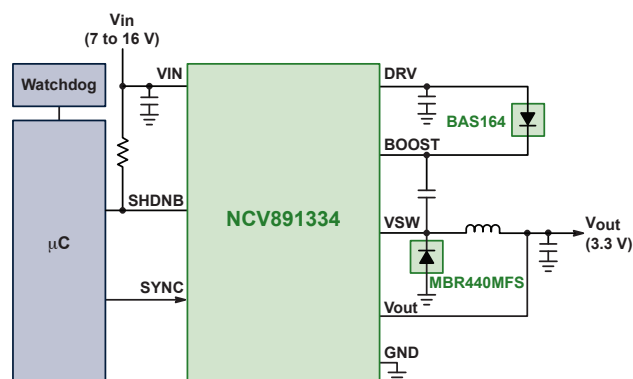 Vin
(7 to 16 V)
VIN
DRV
Watchdog
BAS164
BOOST
SHDNB
NCV891334
μC
VSW
Vout
(3.3 V)
MBR440MFS
SYNC
Vout
GND